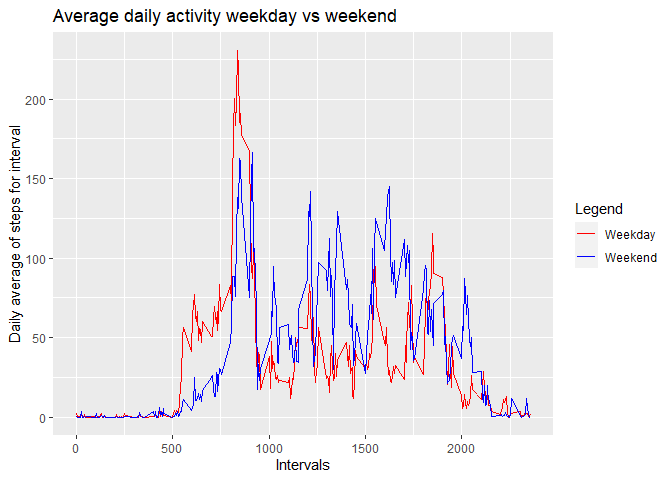 Average daily activity weekday vs weekend
Daily average of steps for interval
200
150
100
50
0
0 500 1000 1500 2000
Intervals
Legend
Weekday
Weekend